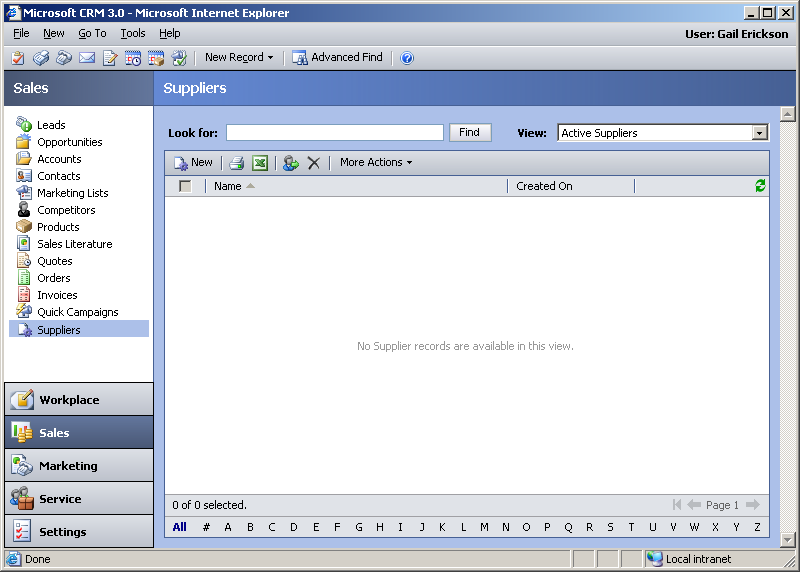 Microsoft CRM 3.0 - Microsoft Internet Explorer
File New Go To Tools Help User: Gail Erickson
New Record Advanced Find
Sales
Suppliers
Leads
Opportunities
Accounts
Contacts
Marketing Lists
Competitors
Products
Sales Literature
Quotes
Orders
Invoices
Quick Campaigns
Suppliers
Workplace
Sales
Marketing
Service
Settings
Look for: Find View: Active Suppliers
New More Actions
Name Created On
No Supplier records are available in this view.
0 of 0 selected. Page 1
All # A B C D E F G H I J K L M N O P Q R S T U V W X Y Z
Done Local intranet